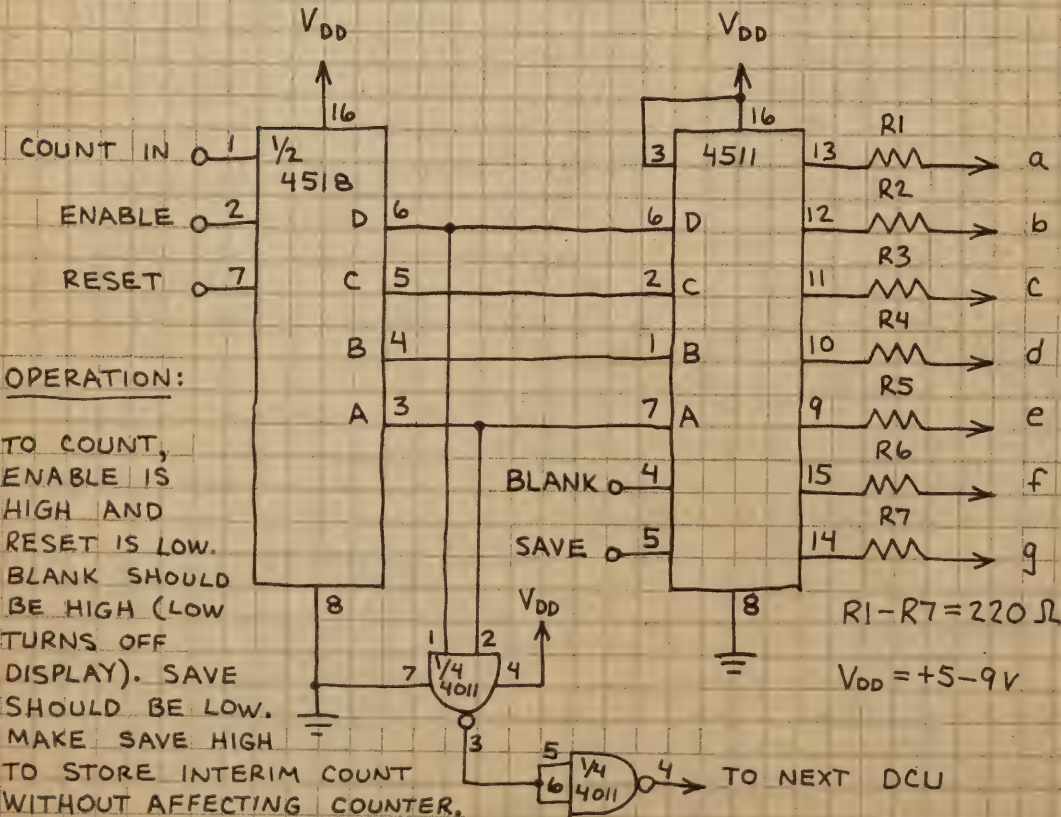 VDD VDD
16 16
COUNT IN 1 1/2 3 4511 13 R1 a
4518
ENABLE 2 D 6 6 D 12 R2 b
RESET 7 C 5 2 C 11 R3 c
B 4 1 B 10 R4 d
A 3 7 A 9 R5 e
BLANK 4 15 R6 f
SAVE 5 14 R7 g
8 8
OPERATION:
TO COUNT,
ENABLE IS
HIGH AND
RESET IS LOW.
BLANK SHOULD
BE HIGH (LOW
TURNS OFF
DISPLAY). SAVE
SHOULD BE LOW.
MAKE SAVE HIGH
TO STORE INTERIM COUNT
WITHOUT AFFECTING COUNTER.
VDD
1 2
7 1/4 4
4011
3
5 1/4 4 TO NEXT DCU
6 4011
R1-R7 = 220 Ω
VDD = +5-9V